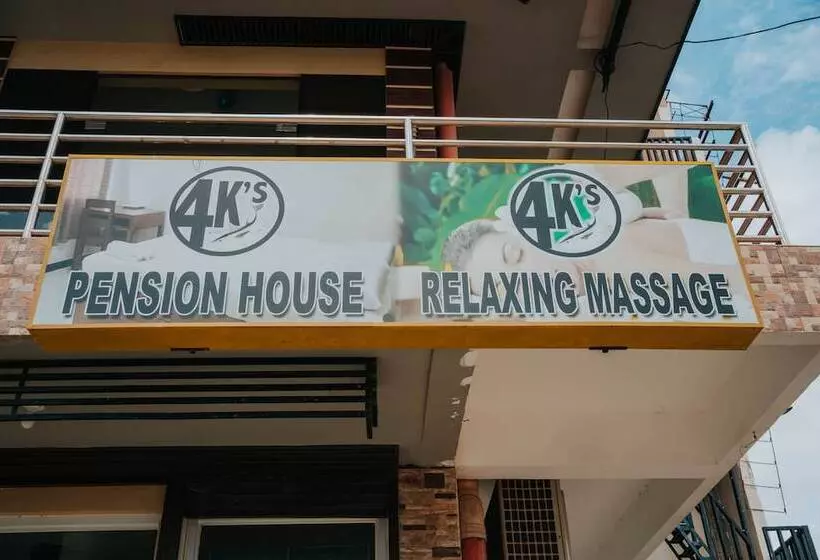 4K's
PENSION HOUSE
4K's
RELAXING MASSAGE